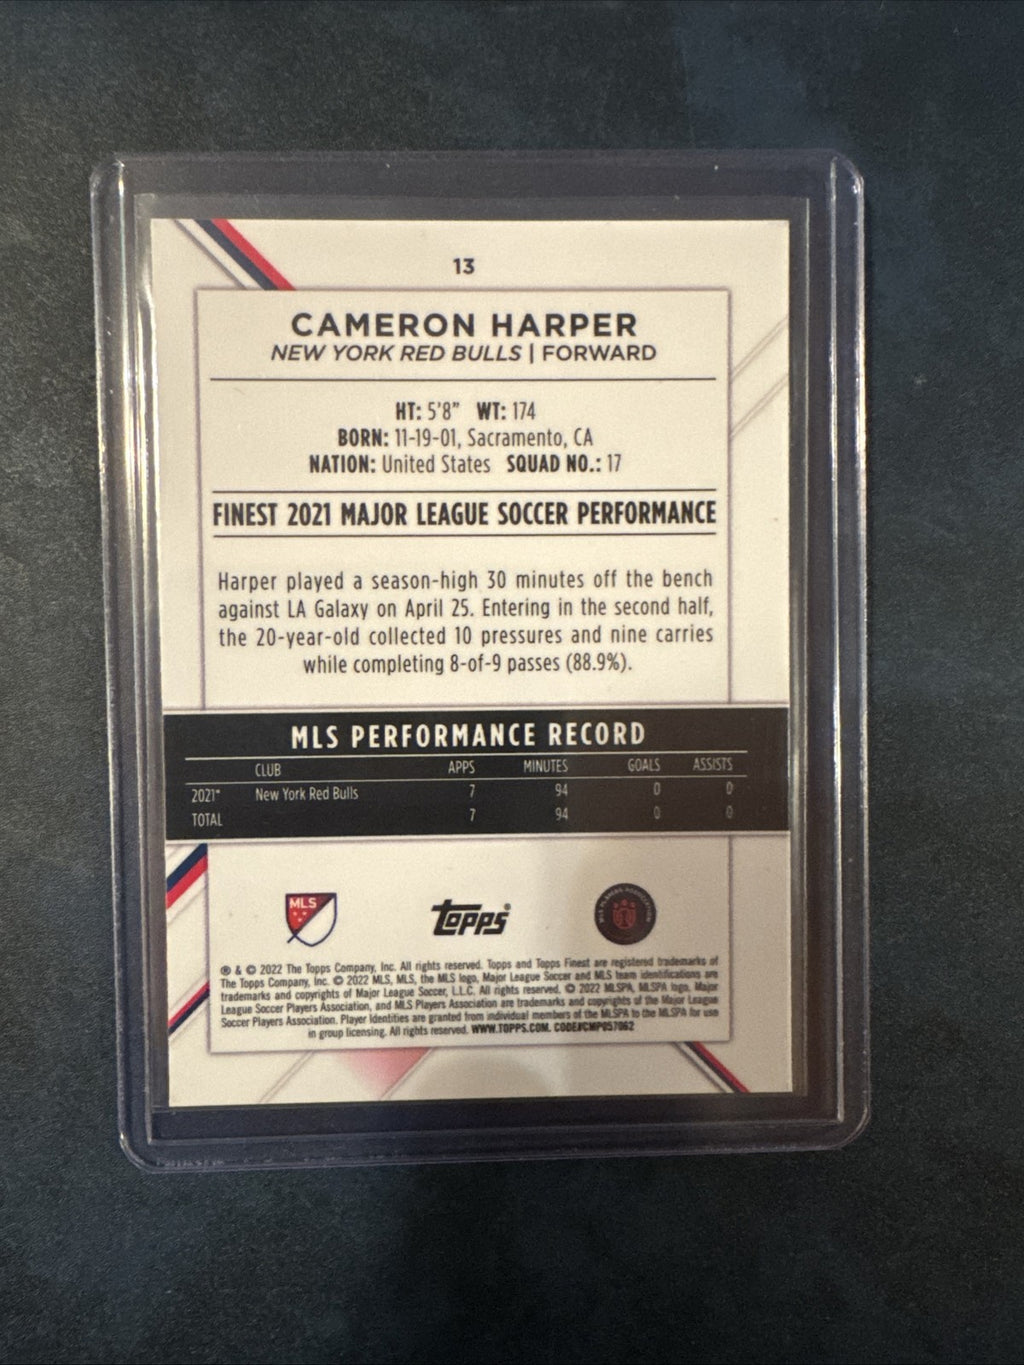 13
CAMERON HARPER
NEW YORK RED BULLS | FORWARD
HT: 5'8" WT: 174
BORN: 11-19-01, Sacramento, CA
NATION: United States SQUAD NO.: 17
FINEST 2021 MAJOR LEAGUE SOCCER PERFORMANCE
Harper played a season-high 30 minutes off the bench
against LA Galaxy on April 25. Entering in the second half,
the 20-year-old collected 10 pressures and nine carries
while completing 8-of-9 passes (88.9%).
MLS PERFORMANCE RECORD
CLUB APPS MINUTES GOALS ASSISTS
2021* New York Red Bulls 7 94 0 0
TOTAL 7 94 0 0
MLS
Topps®
MLS PLAYERS ASSOCIATION
® & © 2022 The Topps Company, Inc. All rights reserved. Topps and Topps Finest are registered trademarks of
The Topps Company, Inc. © 2022 MLS, MLS, the MLS logo, Major League Soccer and MLS team identifications are
trademarks and copyrights of Major League Soccer, L.L.C. All rights reserved. © 2022 MLSPA, MLSPA logo, Major
League Soccer Players Association, and MLS Players Association are trademarks and copyrights of the Major League
Soccer Players Association. Player Identities are granted from individual members of the MLSPA to the MLSPA for use
in group licensing. All rights reserved. WWW.TOPPS.COM. CODE#CMP057062